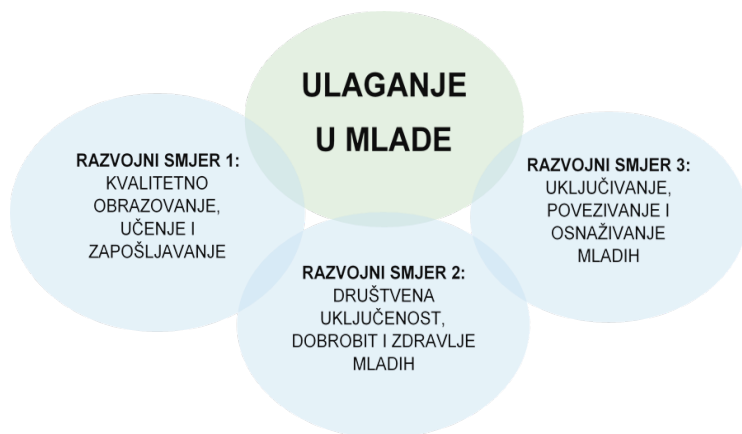 ULAGANJE
U MLADE
RAZVOJNI SMJER 1:
KVALITETNO
OBRAZOVANJE,
UČENJE I
ZAPOŠLJAVANJE
RAZVOJNI SMJER 2:
DRUŠTVENA
UKLJUČENOST,
DOBROBIT I ZDRAVLJE
MLADIH
RAZVOJNI SMJER 3:
UKLJUČIVANJE,
POVEZIVANJE I
OSNAŽIVANJE
MLADIH